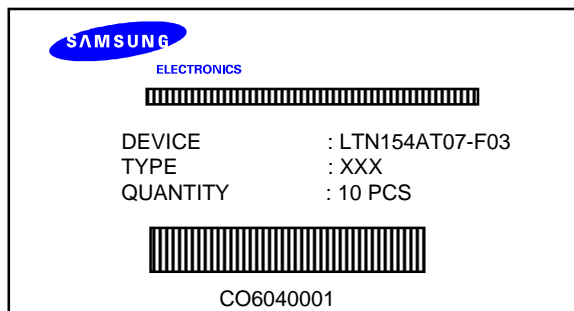 SAMSUNG
ELECTRONICS
DEVICE : LTN154AT07-F03
TYPE : XXX
QUANTITY : 10 PCS
CO6040001